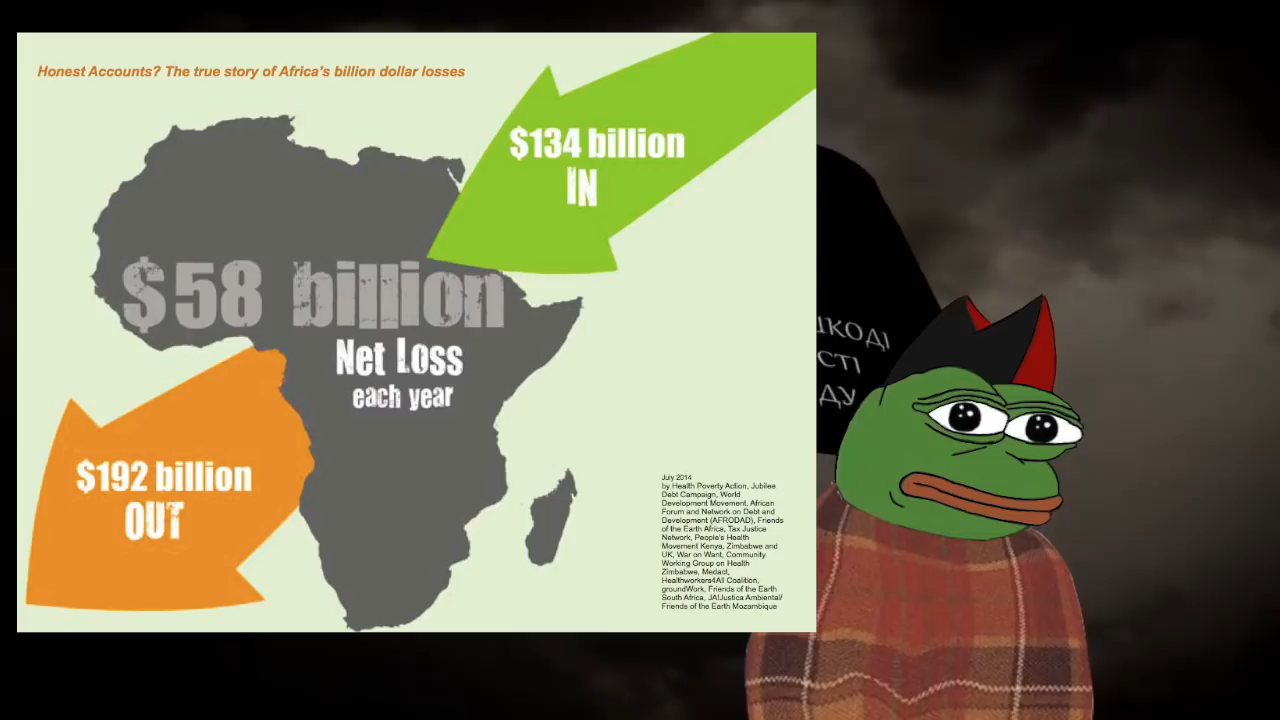 Honest Accounts? The true story of Africa's billion dollar losses
$134 billion
IN
$58 billion
Net Loss
each year
$192 billion
OUT
July 2014
by Health Poverty Action, Jubilee
Debt Campaign, World
Development Movement, African
Forum and Network on Debt and
Development (AFRODAD), Friends
of the Earth Africa, Tax Justice
Network, People's Health
Movement Kenya, Zimbabwe and
UK, War on Want, Community
Working Group on Health
Zimbabwe, Medact,
Healthworkers4All Coalition,
groundWork, Friends of the Earth
South Africa, JA!Justica Ambiental/
Friends of the Earth Mozambique